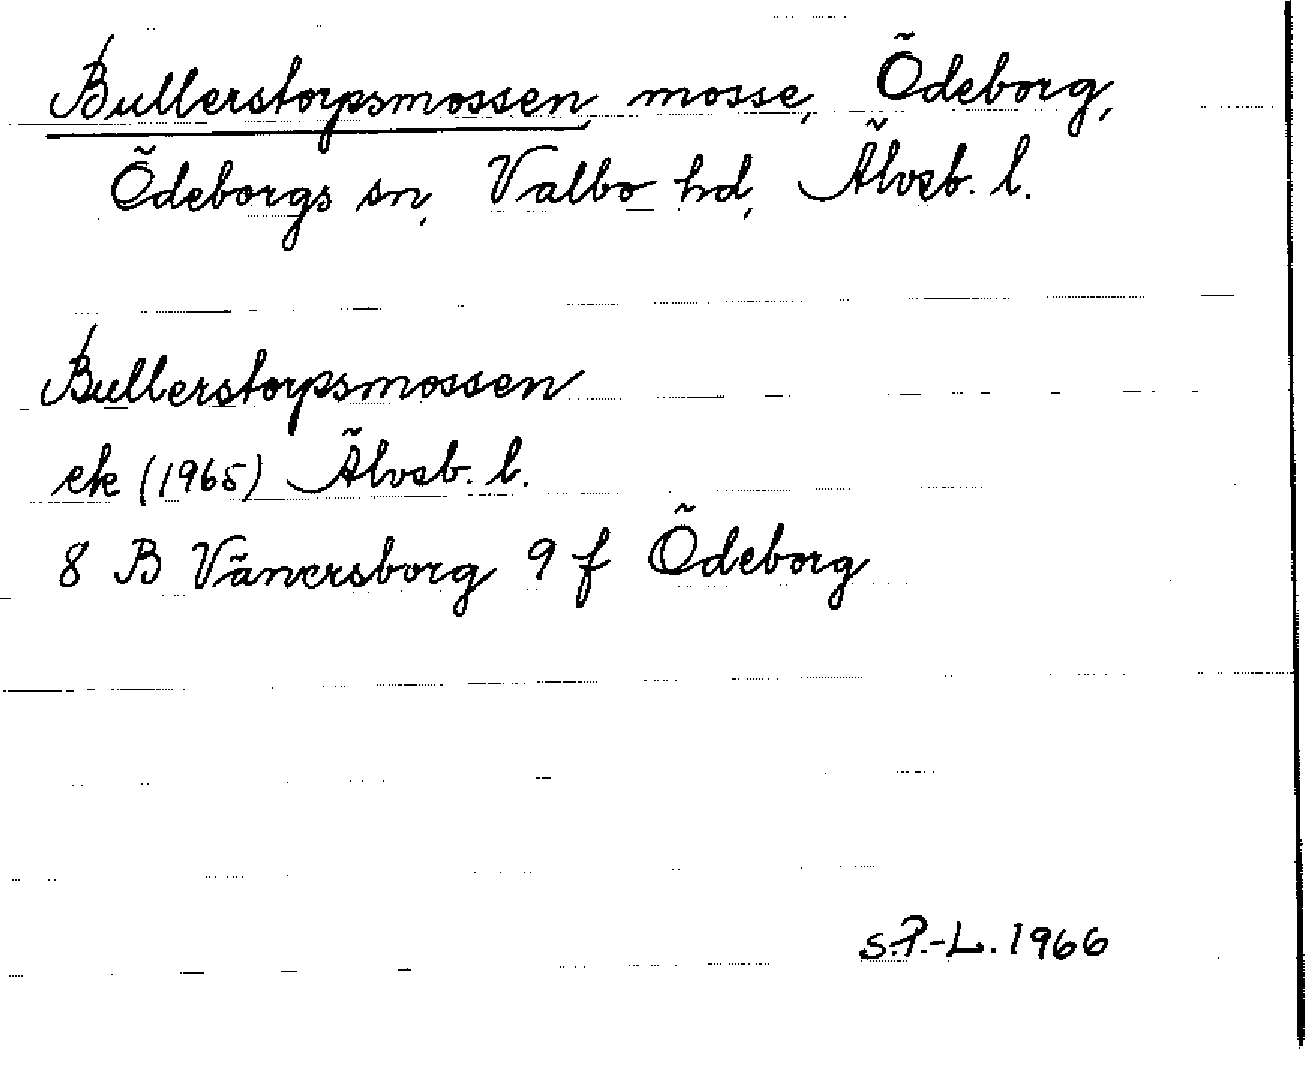 Bullerstorpsmossen, mosse, Ödeborg,
Ödeborgs sn, Valbo hd, Älvsb. l.
Bullerstorpsmossen
ek (1965) Älvsb. l.
8 B Vänersborg 9 f Ödeborg
S.P.-L. 1966